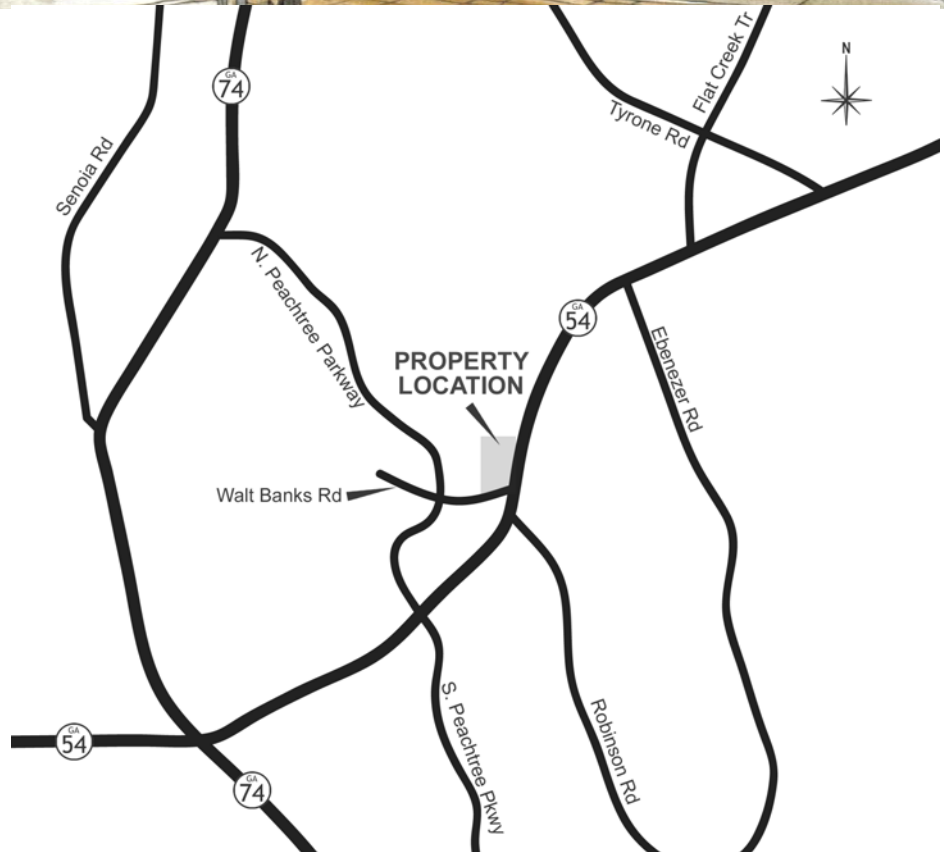 N
Flat Creek Tr
Tyrone Rd
GA
74
Senoia Rd
N. Peachtree Parkway
GA
54
PROPERTY
LOCATION
Ebenezer Rd
Walt Banks Rd
S. Peachtree Pkwy
Robinson Rd
GA
54
GA
74